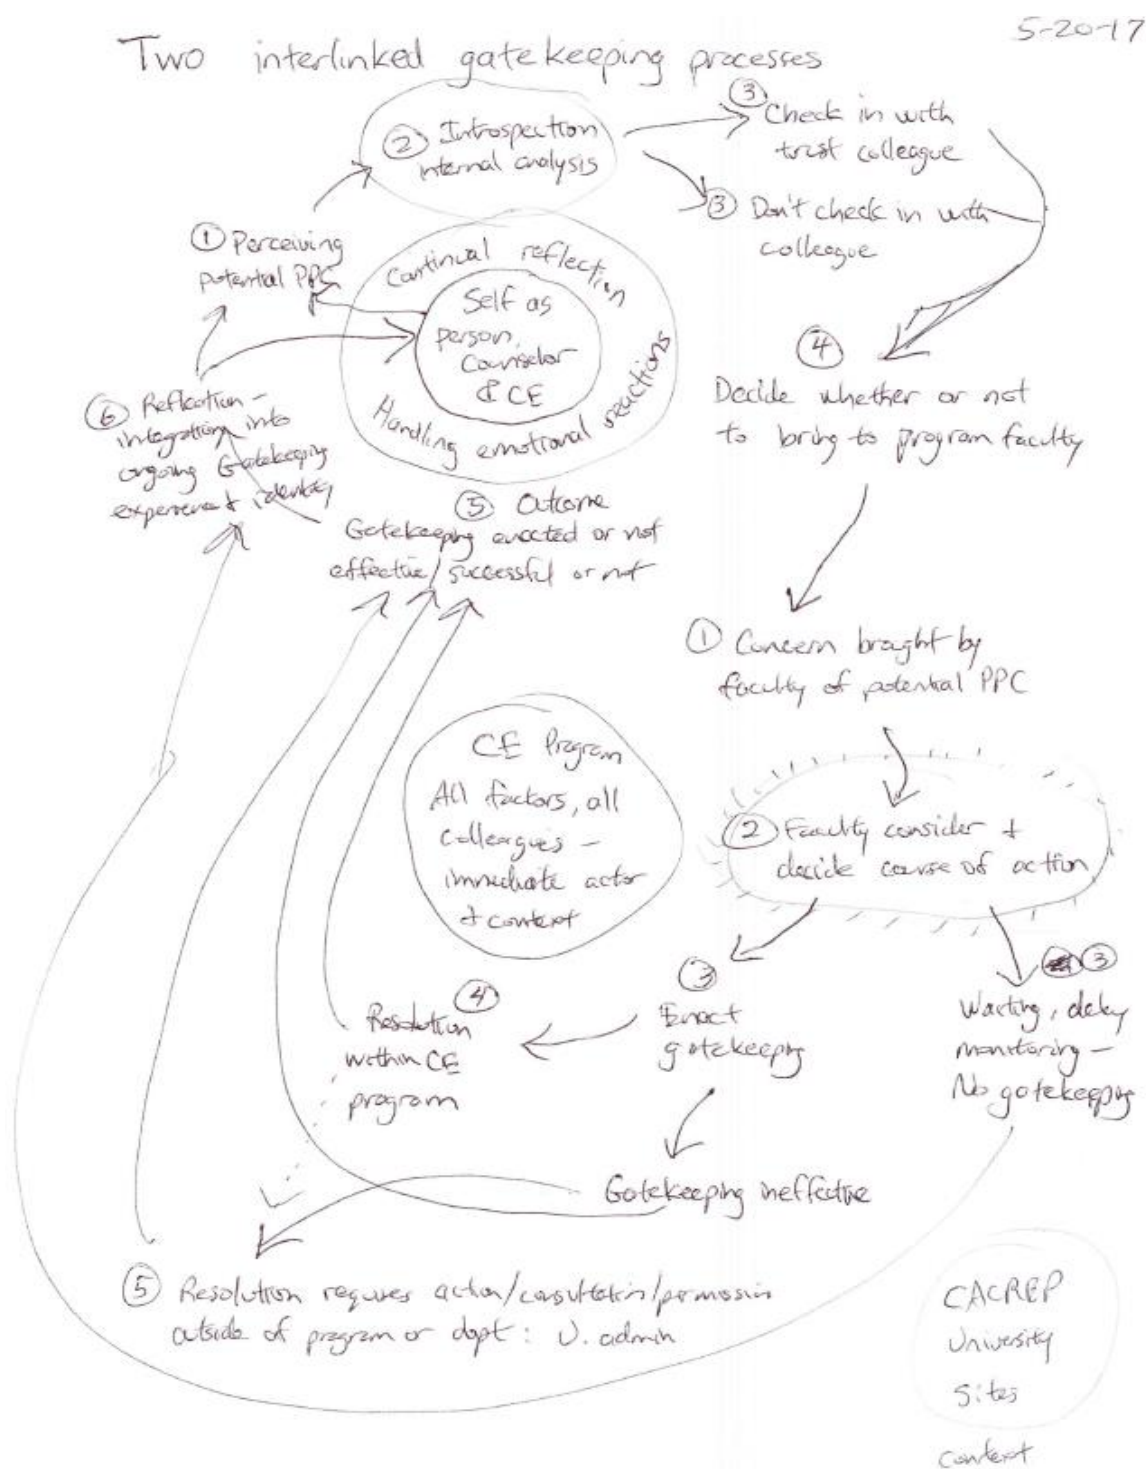 5-20-17
Two interlinked gatekeeping processes
② Introspection
internal analysis
③ Check in with
trust colleague
③ Don't check in with
colleague
① Perceiving
potential PPC
Continual reflection
Self as
person,
Counselor
& CE
Handling emotional reactions
④
Decide whether or not
to bring to program faculty
⑥ Reflection -
integration into
ongoing Gatekeeping
experience + identity
⑤ Outcome
Gatekeeping enacted or not
effective/successful or not
① Concern brought by
faculty of potential PPC
CE Program
All factors, all
colleagues -
immediate actor
+ context
② Faculty consider +
decide course of action
③
Enact
gatekeeping
③
Waiting, delay
monitoring -
No gatekeeping
④
Resolution
within CE
program
Gatekeeping ineffective
⑤ Resolution requires action/consultation/permission
outside of program or dept: U. admin
CACREP
University
Sites
context